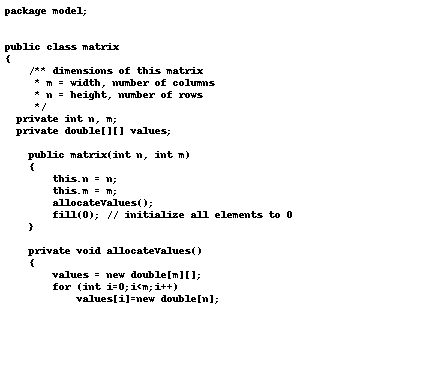 package model;
public class matrix
{
/** dimensions of this matrix
* m = width, number of columns
* n = height, number of rows
*/
private int n, m;
private double[][] values;
public matrix(int n, int m)
{
this.n = n;
this.m = m;
allocateValues();
fill(0); // initialize all elements to 0
}
private void allocateValues()
{
values = new double[m][];
for (int i=0;i<m;i++)
values[i]=new double[n];